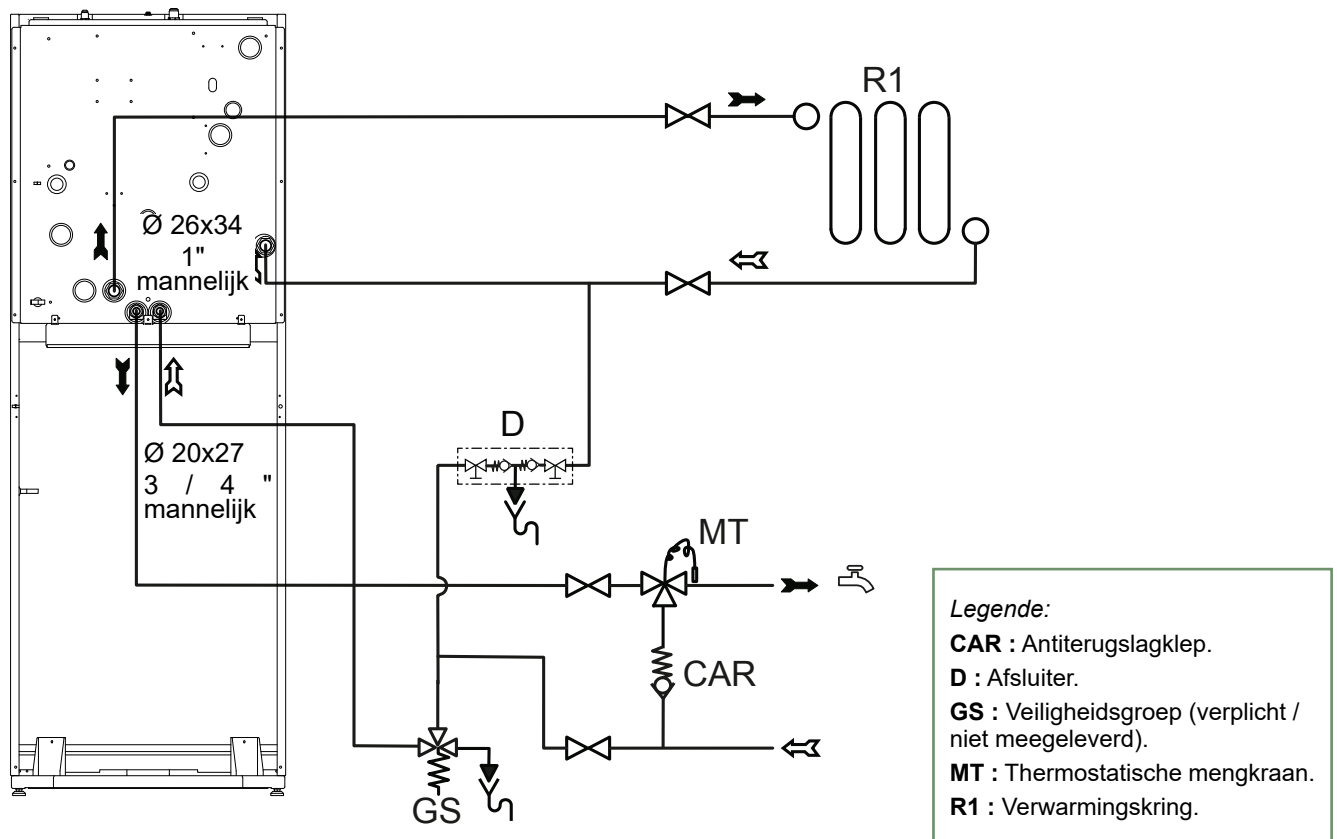 R1
Ø 26x34
1"
mannelijk
D
Ø 20x27
3 / 4 "
mannelijk
MT
CAR
GS
Legende:
CAR : Antiterugslagklep.
D : Afsluiter.
GS : Veiligheidsgroep (verplicht /
niet meegeleverd).
MT : Thermostatische mengkraan.
R1 : Verwarmingskring.